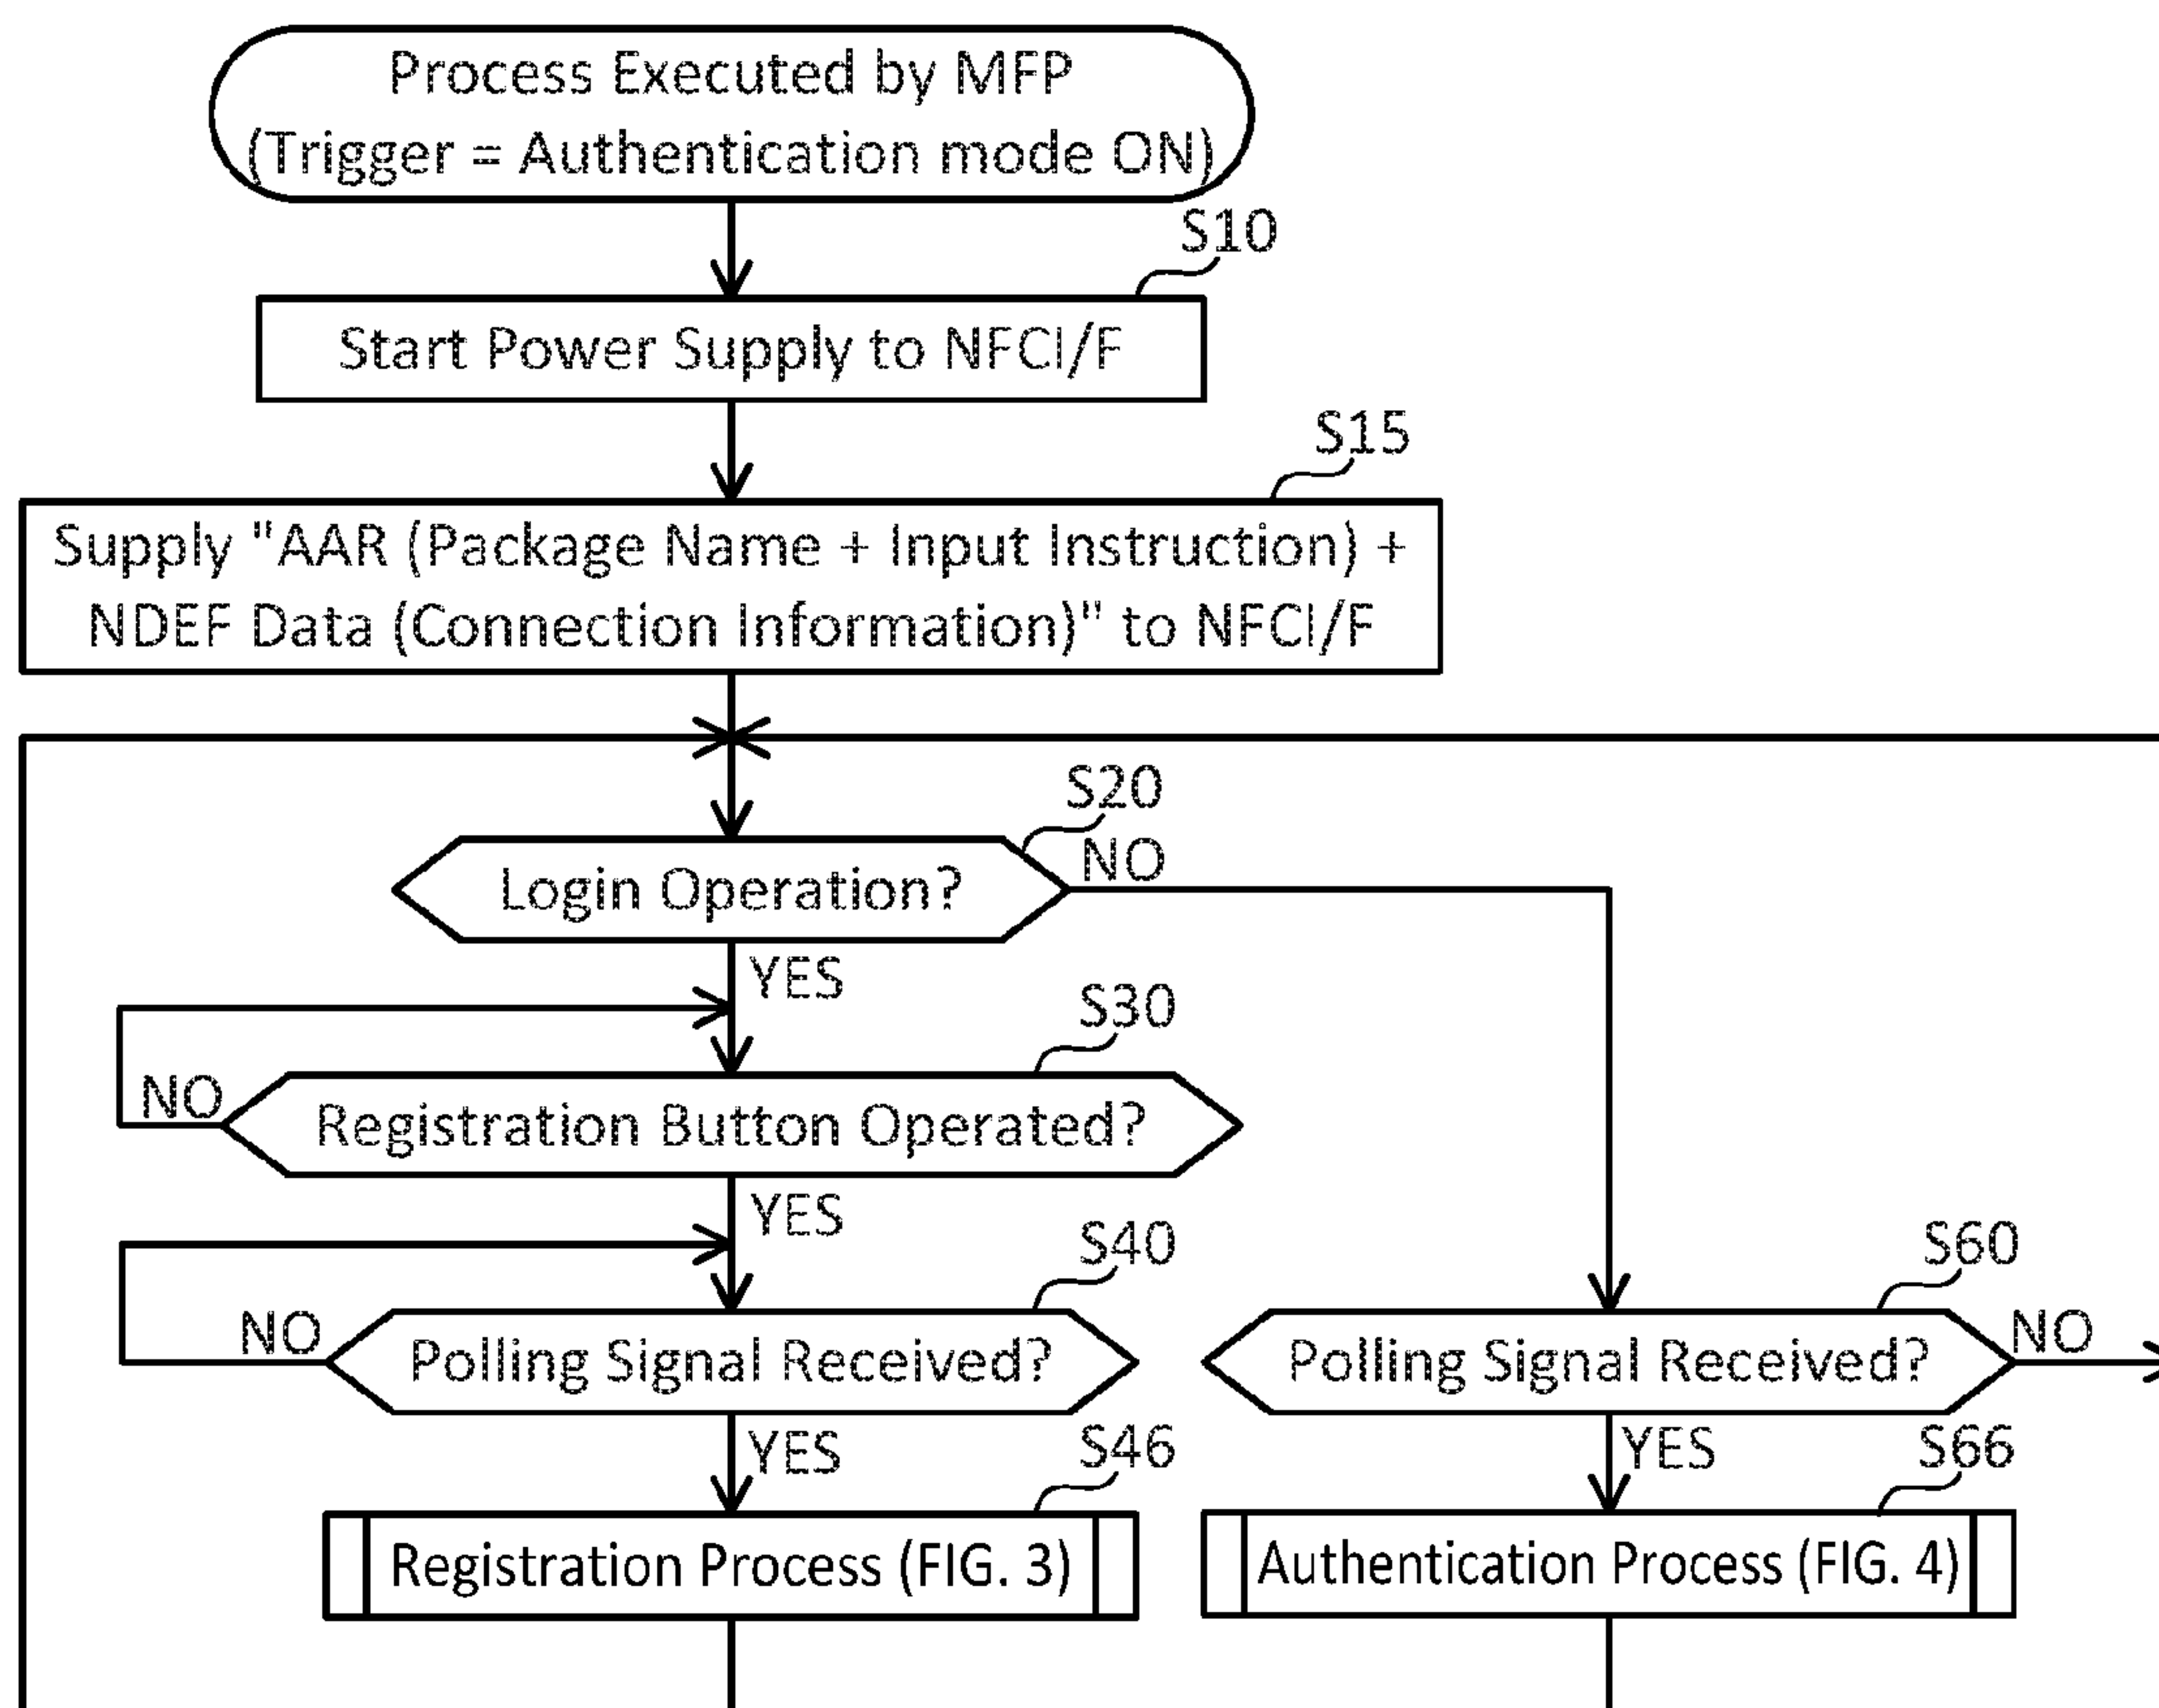 Process Executed by MFP
(Trigger = Authentication mode ON)
S10
Start Power Supply to NFCI/F
S15
Supply "AAR (Package Name + Input Instruction) +
NDEF Data (Connection Information)" to NFCI/F
S20
Login Operation?
NO
YES
S30
NO
Registration Button Operated?
YES
S40
NO
Polling Signal Received?
YES
S46
Registration Process (FIG. 3)
S60
Polling Signal Received?
NO
YES
S66
Authentication Process (FIG. 4)